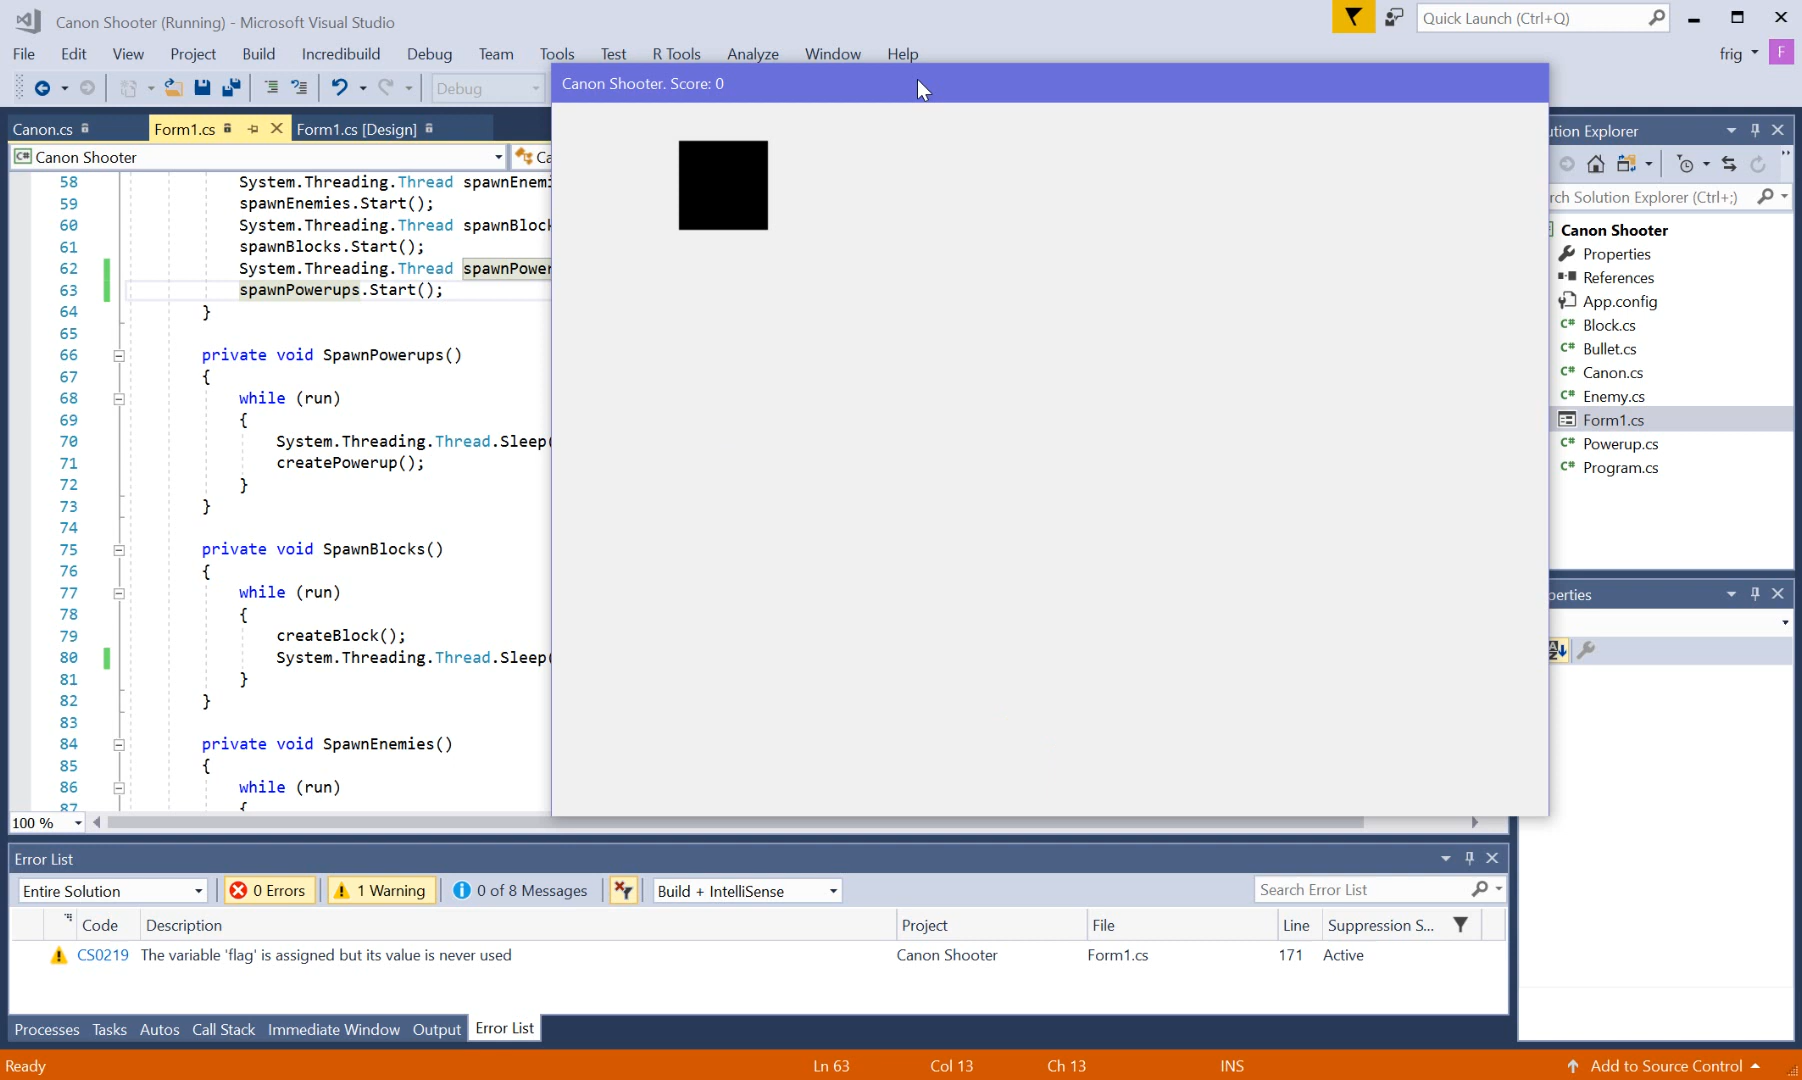 Canon Shooter (Running) - Microsoft Visual Studio
Quick Launch (Ctrl+Q)
File Edit View Project Build Incredibuild Debug Team Tools Test R Tools Analyze Window Help
frig F
Debug
Canon Shooter. Score: 0
Canon.cs Form1.cs Form1.cs [Design]
C# Canon Shooter
58 System.Threading.Thread spawnEnemi
59 spawnEnemies.Start();
60 System.Threading.Thread spawnBlock
61 spawnBlocks.Start();
62 System.Threading.Thread spawnPower
63 spawnPowerups.Start();
64 }
65
66 private void SpawnPowerups()
67 {
68 while (run)
69 {
70 System.Threading.Thread.Sleep(
71 createPowerup();
72 }
73 }
74
75 private void SpawnBlocks()
76 {
77 while (run)
78 {
79 createBlock();
80 System.Threading.Thread.Sleep(
81 }
82 }
83
84 private void SpawnEnemies()
85 {
86 while (run)
87 {
100 %
ution Explorer
rch Solution Explorer (Ctrl+;)
Canon Shooter
Properties
References
App.config
C# Block.cs
C# Bullet.cs
C# Canon.cs
C# Enemy.cs
Form1.cs
C# Powerup.cs
C# Program.cs
perties
Error List
Entire Solution 0 Errors 1 Warning 0 of 8 Messages Build + IntelliSense Search Error List
Code Description Project File Line Suppression S...
CS0219 The variable 'flag' is assigned but its value is never used Canon Shooter Form1.cs 171 Active
Processes Tasks Autos Call Stack Immediate Window Output Error List
Ready Ln 63 Col 13 Ch 13 INS Add to Source Control